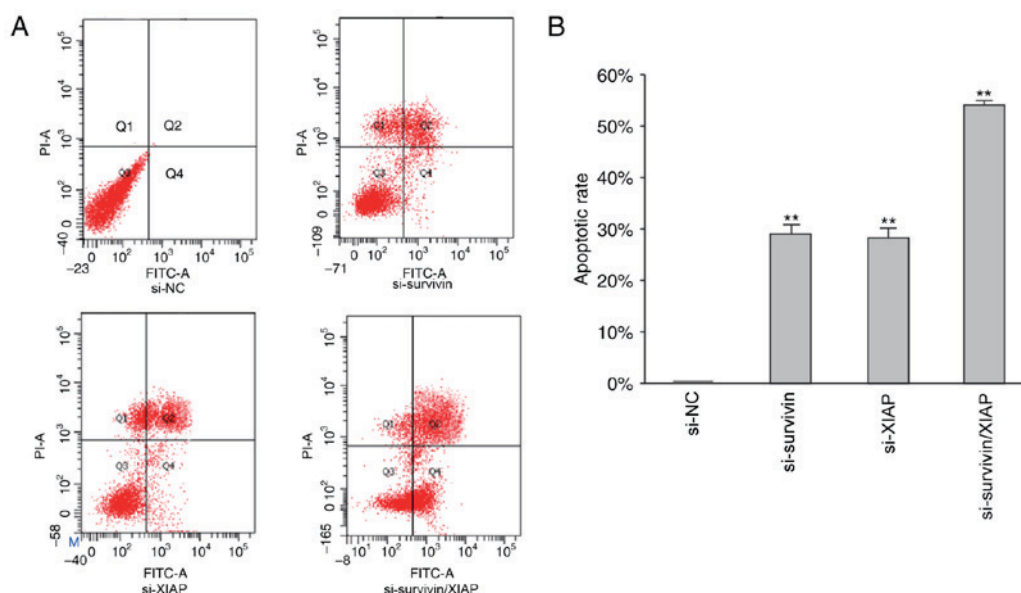 A
PI-A
10⁵
10⁴
10³
10²
0
−40
Q1
Q2
Q3
Q4
−23
0
10²
10³
10⁴
10⁵
FITC-A
si-NC
PI-A
10⁵
10⁴
10³
10²
0
−109
Q1
Q2
Q3
Q4
−71
0
10²
10³
10⁴
10⁵
FITC-A
si-survivin
PI-A
10⁵
10⁴
10³
10²
0
−58
M
Q1
Q2
Q3
Q4
−40
0
10²
10³
10⁴
10⁵
FITC-A
si-XIAP
PI-A
10⁵
10⁴
10³
10²
0
−165
Q1
Q2
Q3
Q4
−8
0
10²
10³
10⁴
10⁵
FITC-A
si-survivin/XIAP
B
Apoptotic rate
60%
50%
40%
30%
20%
10%
0%
**
**
**
si-NC
si-survivin
si-XIAP
si-survivin/XIAP